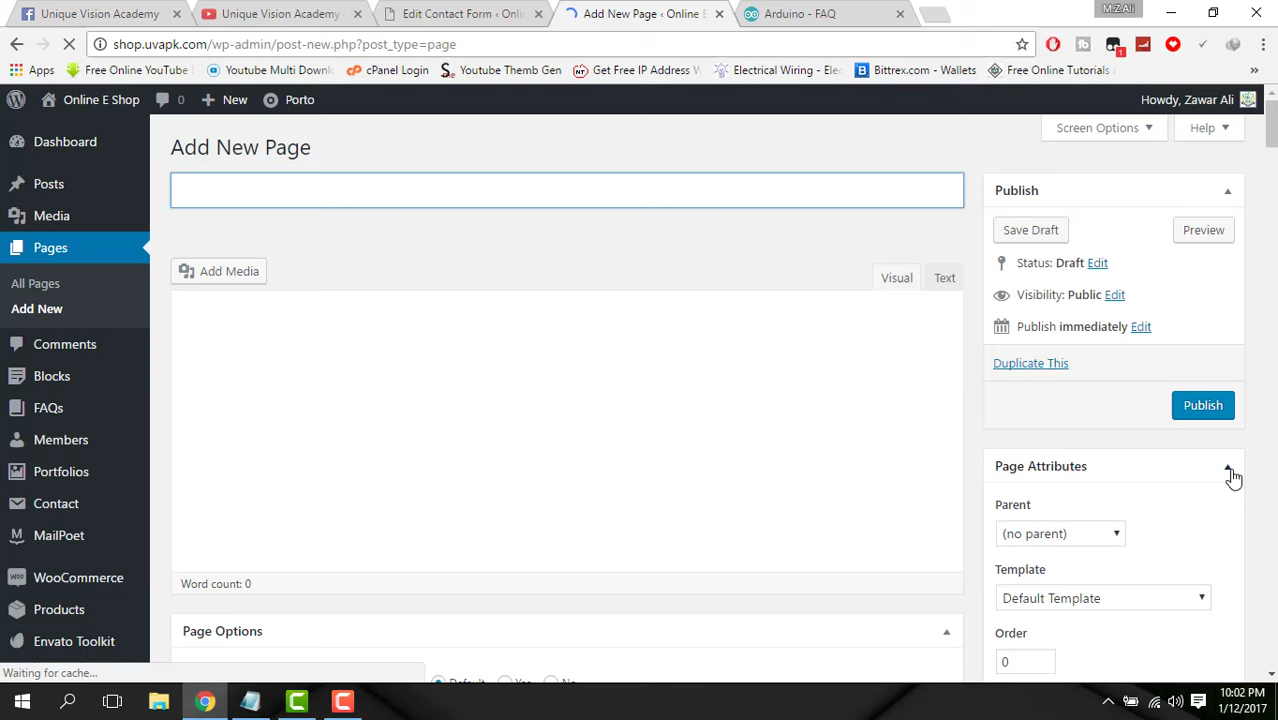 Unique Vision Academy
Unique Vision Academy
Edit Contact Form ‹ Onlin
Add New Page ‹ Online E
Arduino - FAQ
M.Z.Ali
shop.uvapk.com/wp-admin/post-new.php?post_type=page
1
Apps
Free Online YouTube
Youtube Multi Downl
cPanel Login
Youtube Themb Gen
Get Free IP Address
Electrical Wiring - Elec
Bittrex.com - Wallets
Free Online Tutorials
»
Online E Shop
0
New
Porto
Howdy, Zawar Ali
Dashboard
Posts
Media
Pages
All Pages
Add New
Comments
Blocks
FAQs
Members
Portfolios
Contact
MailPoet
WooCommerce
Products
Envato Toolkit
Waiting for cache...
Add New Page
Screen Options
Help
Add Media
Visual
Text
Word count: 0
Page Options
Default
Yes
No
Publish
Save Draft
Preview
Status: Draft Edit
Visibility: Public Edit
Publish immediately Edit
Duplicate This
Publish
Page Attributes
Parent
(no parent)
Template
Default Template
Order
0
10:02 PM
1/12/2017